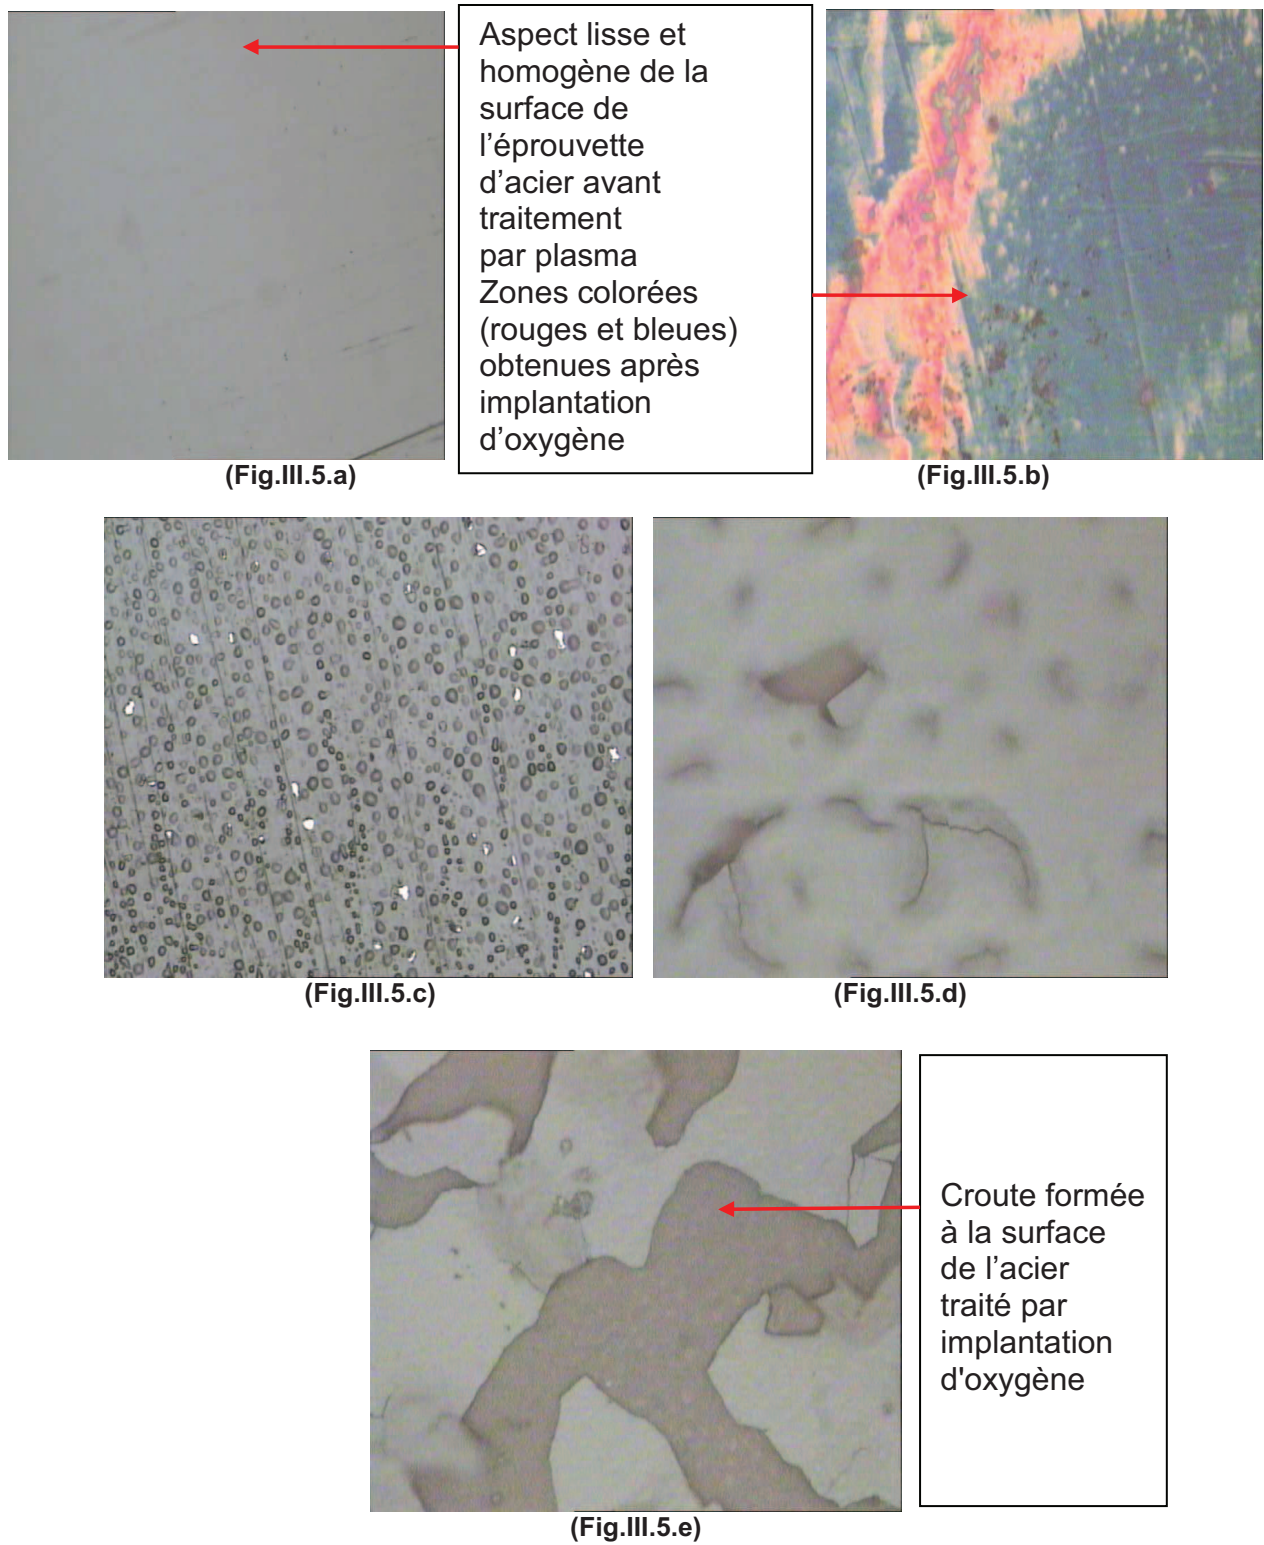 Aspect lisse et
homogène de la
surface de
l’éprouvette
d’acier avant
traitement
par plasma
Zones colorées
(rouges et bleues)
obtenues après
implantation
d’oxygène
(Fig.III.5.a)
(Fig.III.5.b)
(Fig.III.5.c)
(Fig.III.5.d)
Croute formée
à la surface
de l’acier
traité par
implantation
d'oxygène
(Fig.III.5.e)